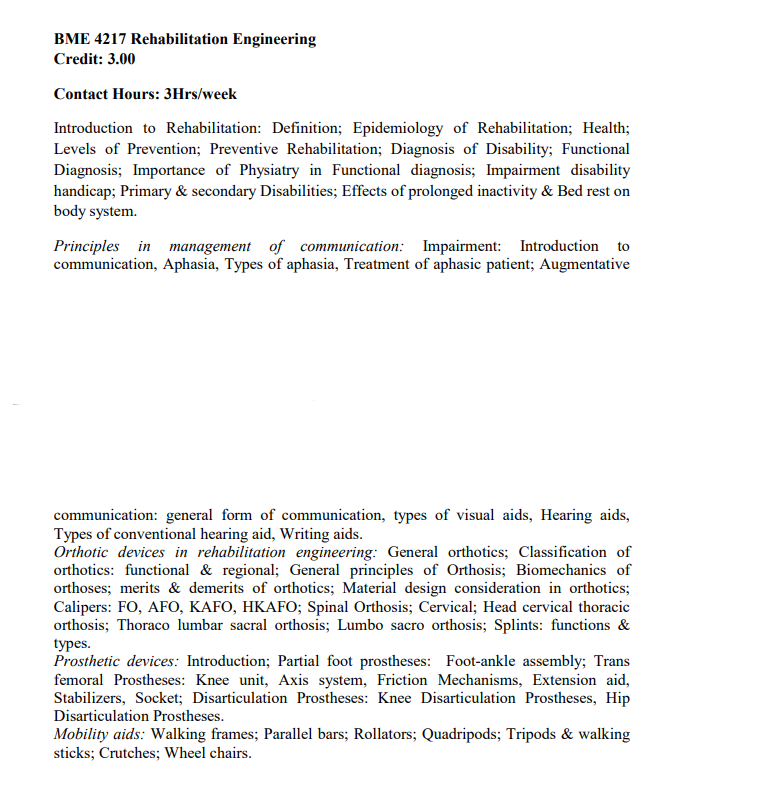 BME 4217 Rehabilitation Engineering
Credit: 3.00
Contact Hours: 3Hrs/week
Introduction to Rehabilitation: Definition; Epidemiology of Rehabilitation; Health;
Levels of Prevention; Preventive Rehabilitation; Diagnosis of Disability; Functional
Diagnosis; Importance of Physiatry in Functional diagnosis; Impairment disability
handicap; Primary & secondary Disabilities; Effects of prolonged inactivity & Bed rest on
body system.
Principles in management of communication: Impairment: Introduction to
communication, Aphasia, Types of aphasia, Treatment of aphasic patient; Augmentative
communication: general form of communication, types of visual aids, Hearing aids,
Types of conventional hearing aid, Writing aids.
Orthotic devices in rehabilitation engineering: General orthotics; Classification of
orthotics: functional & regional; General principles of Orthosis; Biomechanics of
orthoses; merits & demerits of orthotics; Material design consideration in orthotics;
Calipers: FO, AFO, KAFO, HKAFO; Spinal Orthosis; Cervical; Head cervical thoracic
orthosis; Thoraco lumbar sacral orthosis; Lumbo sacro orthosis; Splints: functions &
types.
Prosthetic devices: Introduction; Partial foot prostheses: Foot-ankle assembly; Trans
femoral Prostheses: Knee unit, Axis system, Friction Mechanisms, Extension aid,
Stabilizers, Socket; Disarticulation Prostheses: Knee Disarticulation Prostheses, Hip
Disarticulation Prostheses.
Mobility aids: Walking frames; Parallel bars; Rollators; Quadripods; Tripods & walking
sticks; Crutches; Wheel chairs.